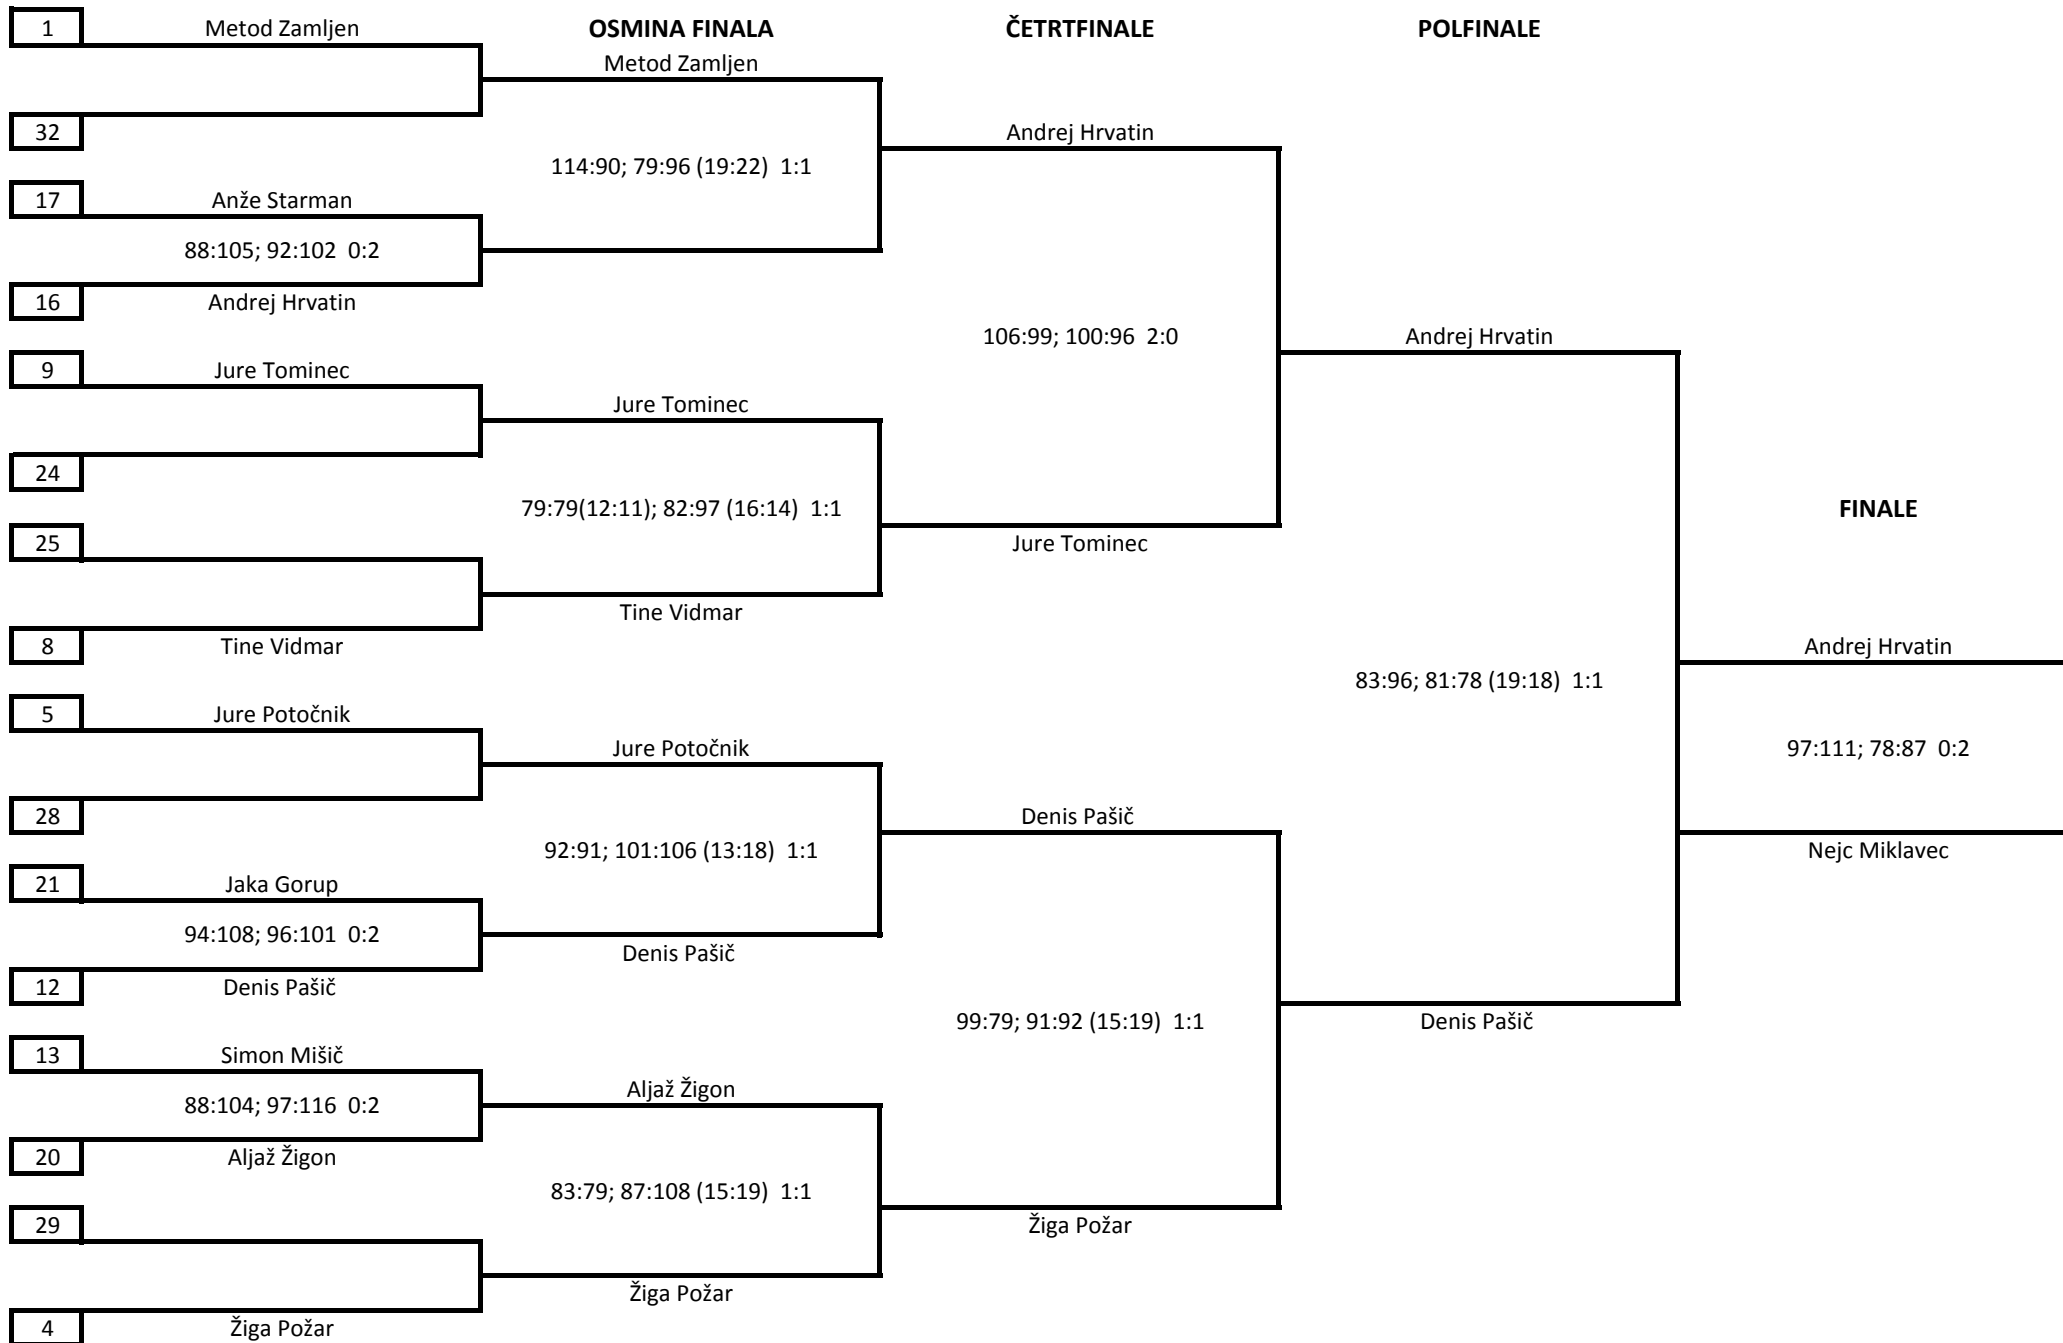 1 Metod Zamljen OSMINA FINALA ČETRTFINALE POLFINALE
Metod Zamljen
32 Andrej Hrvatin
114:90; 79:96 (19:22) 1:1
17 Anže Starman
88:105; 92:102 0:2
16 Andrej Hrvatin
106:99; 100:96 2:0 Andrej Hrvatin
9 Jure Tominec
Jure Tominec
24
79:79(12:11); 82:97 (16:14) 1:1 FINALE
25 Jure Tominec
Tine Vidmar
8 Tine Vidmar Andrej Hrvatin
83:96; 81:78 (19:18) 1:1
5 Jure Potočnik
Jure Potočnik 97:111; 78:87 0:2
28 Denis Pašič
92:91; 101:106 (13:18) 1:1 Nejc Miklavec
21 Jaka Gorup
94:108; 96:101 0:2
Denis Pašič
12 Denis Pašič
99:79; 91:92 (15:19) 1:1 Denis Pašič
13 Simon Mišič
Aljaž Žigon
88:104; 97:116 0:2
20 Aljaž Žigon
83:79; 87:108 (15:19) 1:1
29 Žiga Požar
Žiga Požar
4 Žiga Požar